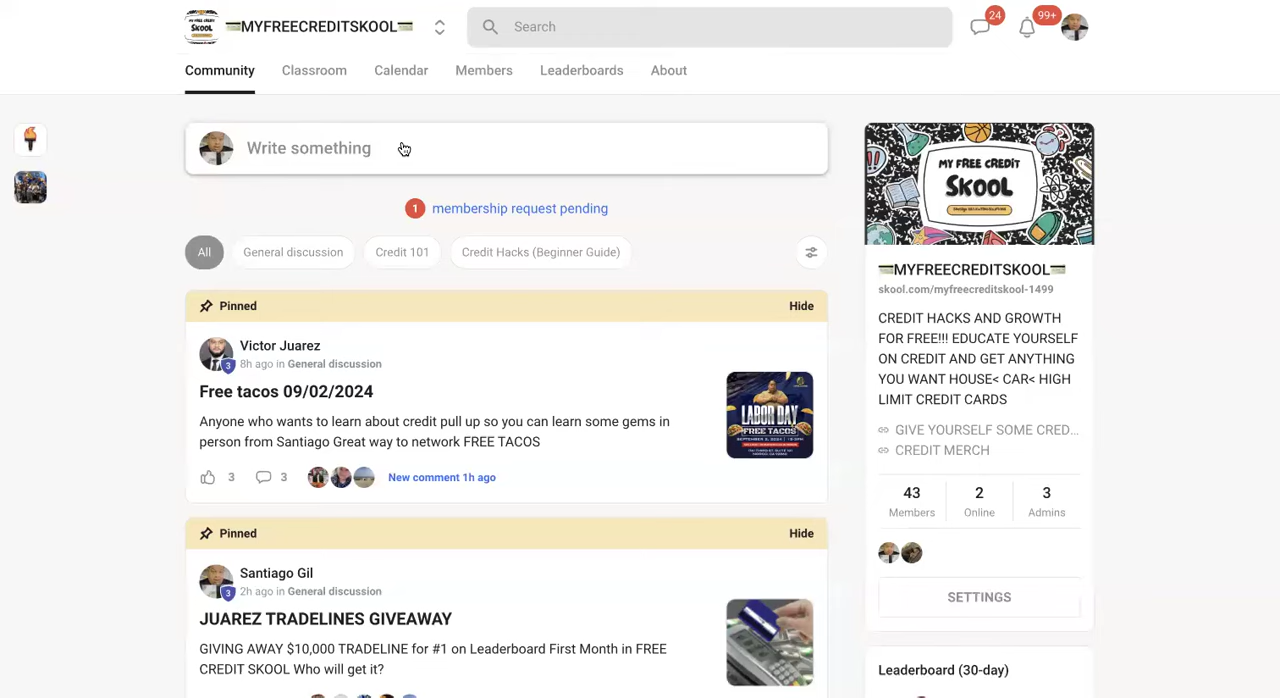 SKOOL
MYFREECREDITSKOOL
Search
24
99+
Community
Classroom
Calendar
Members
Leaderboards
About
Write something
1 membership request pending
All
General discussion
Credit 101
Credit Hacks (Beginner Guide)
Pinned
Hide
Victor Juarez
3
8h ago in General discussion
Free tacos 09/02/2024
Anyone who wants to learn about credit pull up so you can learn some gems in
person from Santiago Great way to network FREE TACOS
LABOR DAY
FREE TACOS
3
3
New comment 1h ago
Pinned
Hide
Santiago Gil
3
2h ago in General discussion
JUAREZ TRADELINES GIVEAWAY
GIVING AWAY $10,000 TRADELINE for #1 on Leaderboard First Month in FREE
CREDIT SKOOL Who will get it?
MY FREE CREDIT
SKOOL
MYFREECREDITSKOOL
skool.com/myfreecreditskool-1499
CREDIT HACKS AND GROWTH
FOR FREE!!! EDUCATE YOURSELF
ON CREDIT AND GET ANYTHING
YOU WANT HOUSE< CAR< HIGH
LIMIT CREDIT CARDS
GIVE YOURSELF SOME CRED...
CREDIT MERCH
43
Members
2
Online
3
Admins
SETTINGS
Leaderboard (30-day)